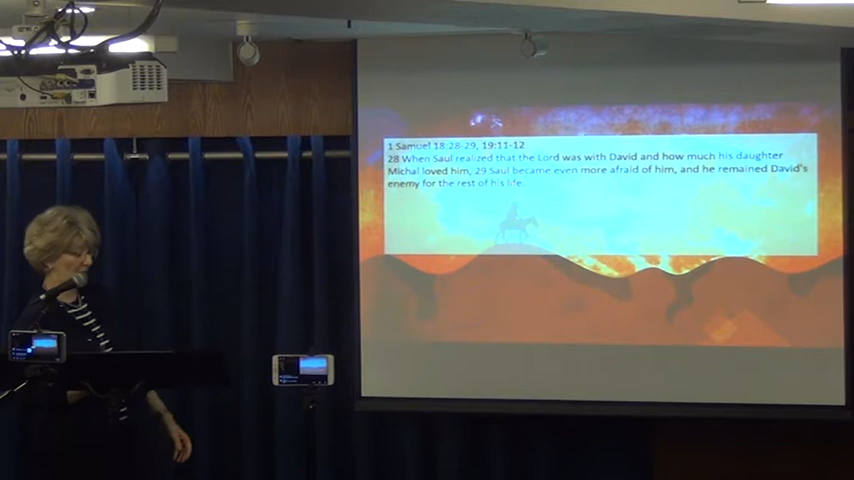 1 Samuel 18:28-29, 19:11-12
28 When Saul realized that the Lord was with David and how much his daughter
Michal loved him, 29 Saul became even more afraid of him, and he remained David's
enemy for the rest of his life.